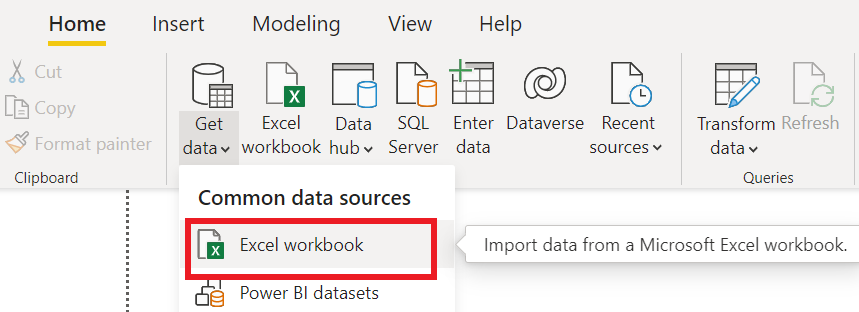 Home Insert Modeling View Help
Cut
Copy
Format painter
Clipboard
Get data
Excel workbook
Data hub
SQL Server
Enter data
Dataverse
Recent sources
Transform data
Refresh
Queries
Common data sources
Excel workbook
Import data from a Microsoft Excel workbook.
Power BI datasets